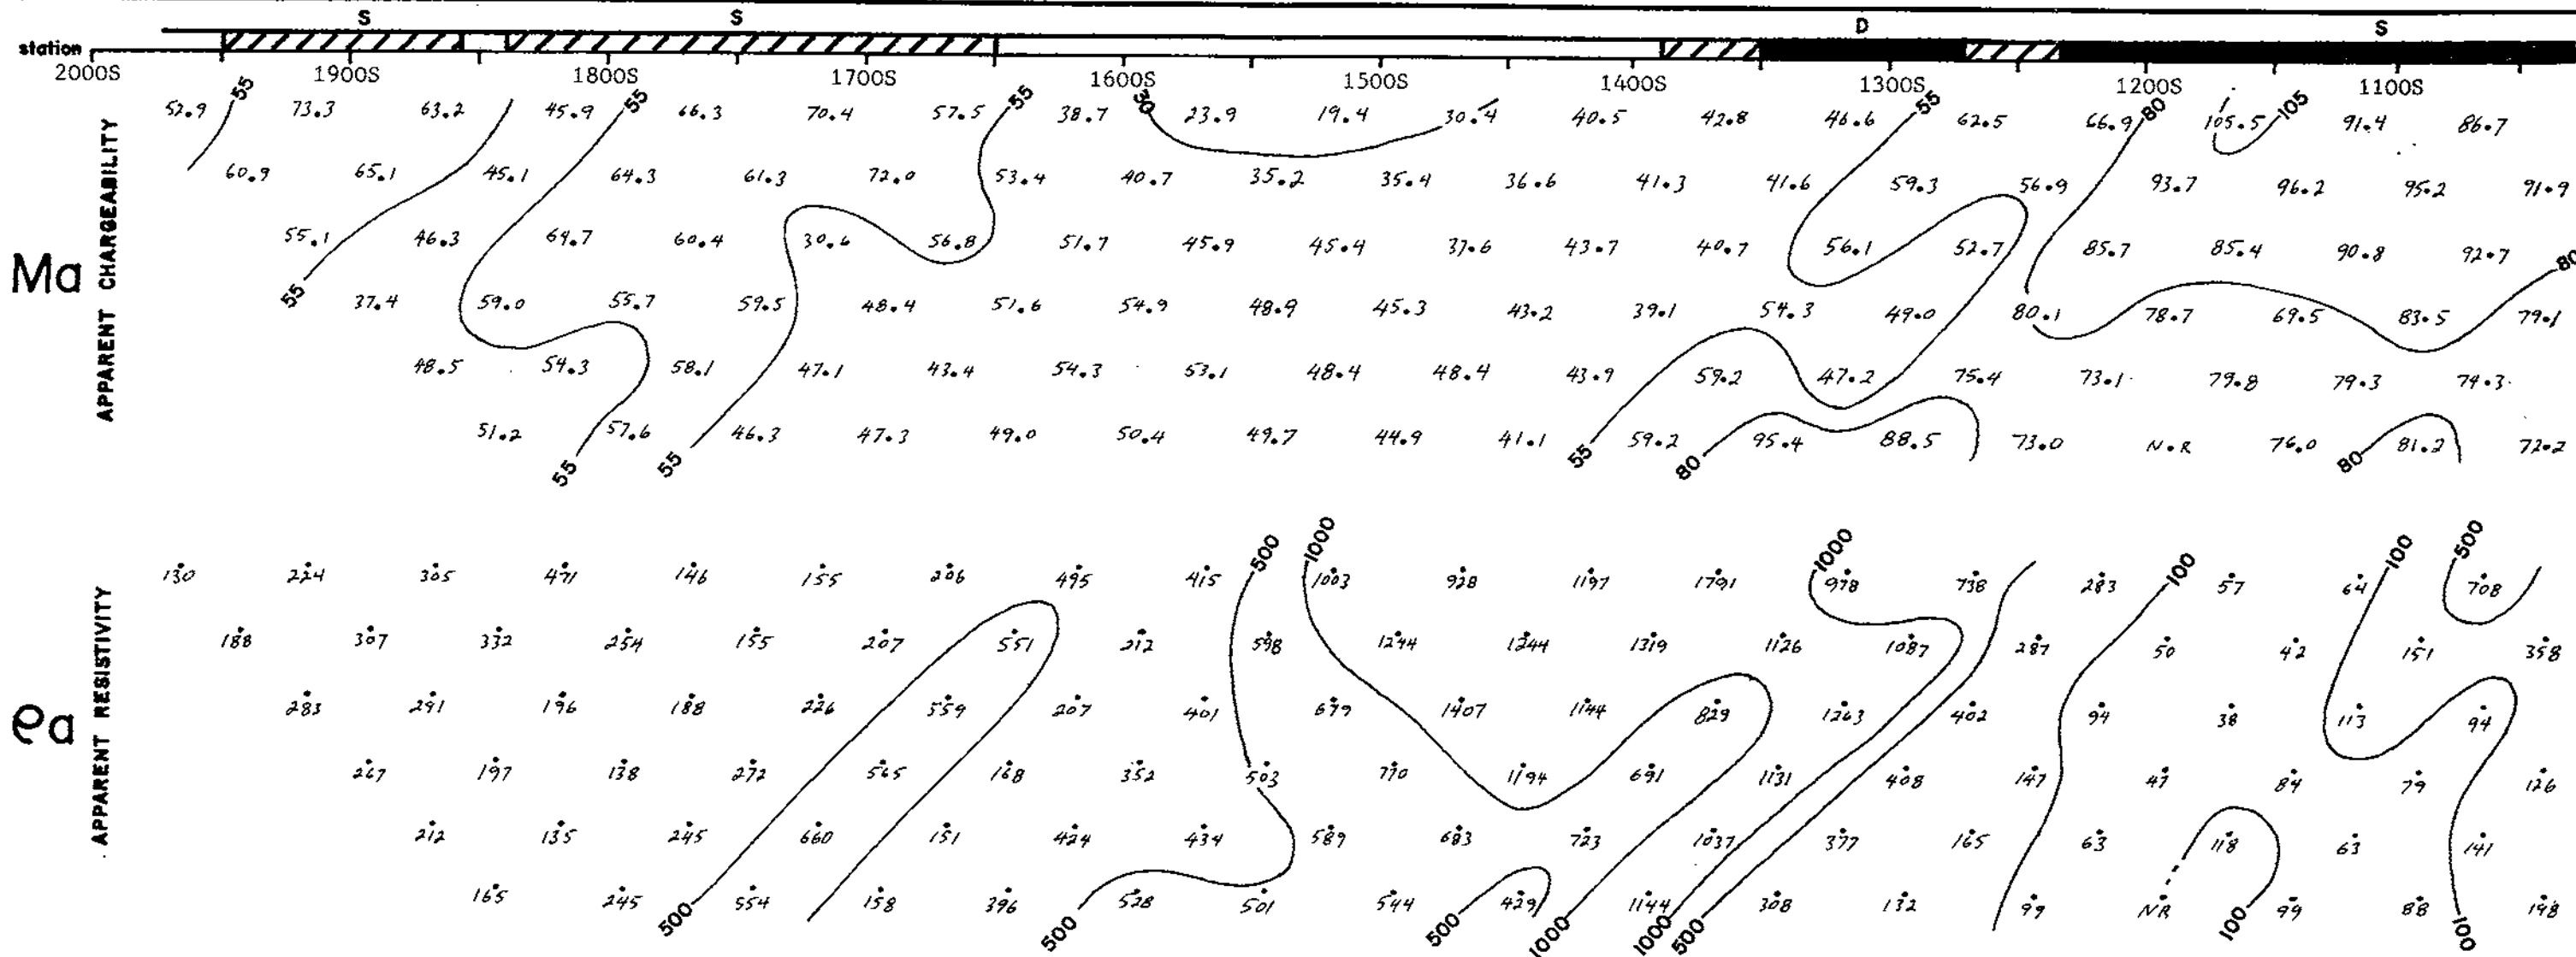 S S D S
station
2000S 1900S 1800S 1700S 1600S 1500S 1400S 1300S 1200S 1100S
Ma
APPARENT CHARGEABILITY
52.9 55 73.3 63.2 45.9 55 66.3 70.4 57.5 55 38.7 30 23.9 19.4 30.4 40.5 42.8 46.6 55 62.5 66.9 80 105.5 105 91.4 86.7
60.9 65.1 45.1 64.3 61.3 72.0 53.4 40.7 35.2 35.4 36.6 41.3 41.6 59.3 56.9 93.7 96.2 95.2 91.9
55.1 46.3 64.7 60.4 30.6 56.8 51.7 45.9 45.4 37.6 43.7 40.7 56.1 52.7 85.7 85.4 90.8 92.7 80
55 37.4 59.0 55.7 59.5 48.4 51.6 54.9 48.9 45.3 43.2 39.1 54.3 49.0 80.1 78.7 69.5 83.5 79.1
48.5 54.3 58.1 47.1 43.4 54.3 53.1 48.4 48.4 43.9 59.2 47.2 75.4 73.1 79.8 79.3 74.3
51.2 57.6 46.3 47.3 49.0 50.4 49.7 44.9 41.1 59.2 95.4 88.5 73.0 N.R 76.0 81.2 72.2
55 55 55 80 80
ρa
APPARENT RESISTIVITY
500 1000 1000 100 100 500
130 224 305 471 146 155 206 495 415 1003 928 1197 1791 978 738 283 57 64 708
188 307 332 254 155 207 551 212 598 1244 1244 1319 1126 1087 287 50 42 151 358
283 291 196 188 226 559 207 401 679 1407 1144 829 1263 402 94 38 113 94
267 197 138 272 565 168 352 503 770 1194 691 1131 408 147 47 84 79 126
212 135 245 660 151 424 434 589 683 723 1037 377 165 63 118 63 141
165 245 554 158 396 528 501 544 429 1144 308 132 99 NR 99 88 198
500 500 500 1000 1000 500 100 100